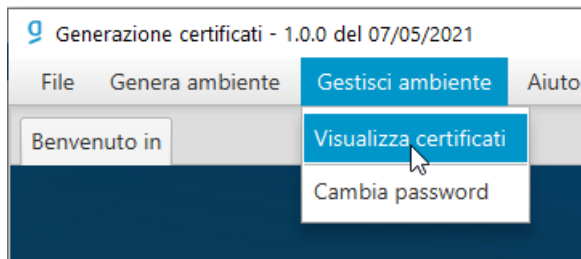 Generazione certificati - 1.0.0 del 07/05/2021
File Genera ambiente Gestisci ambiente Aiuto
Benvenuto in Visualizza certificati
Cambia password